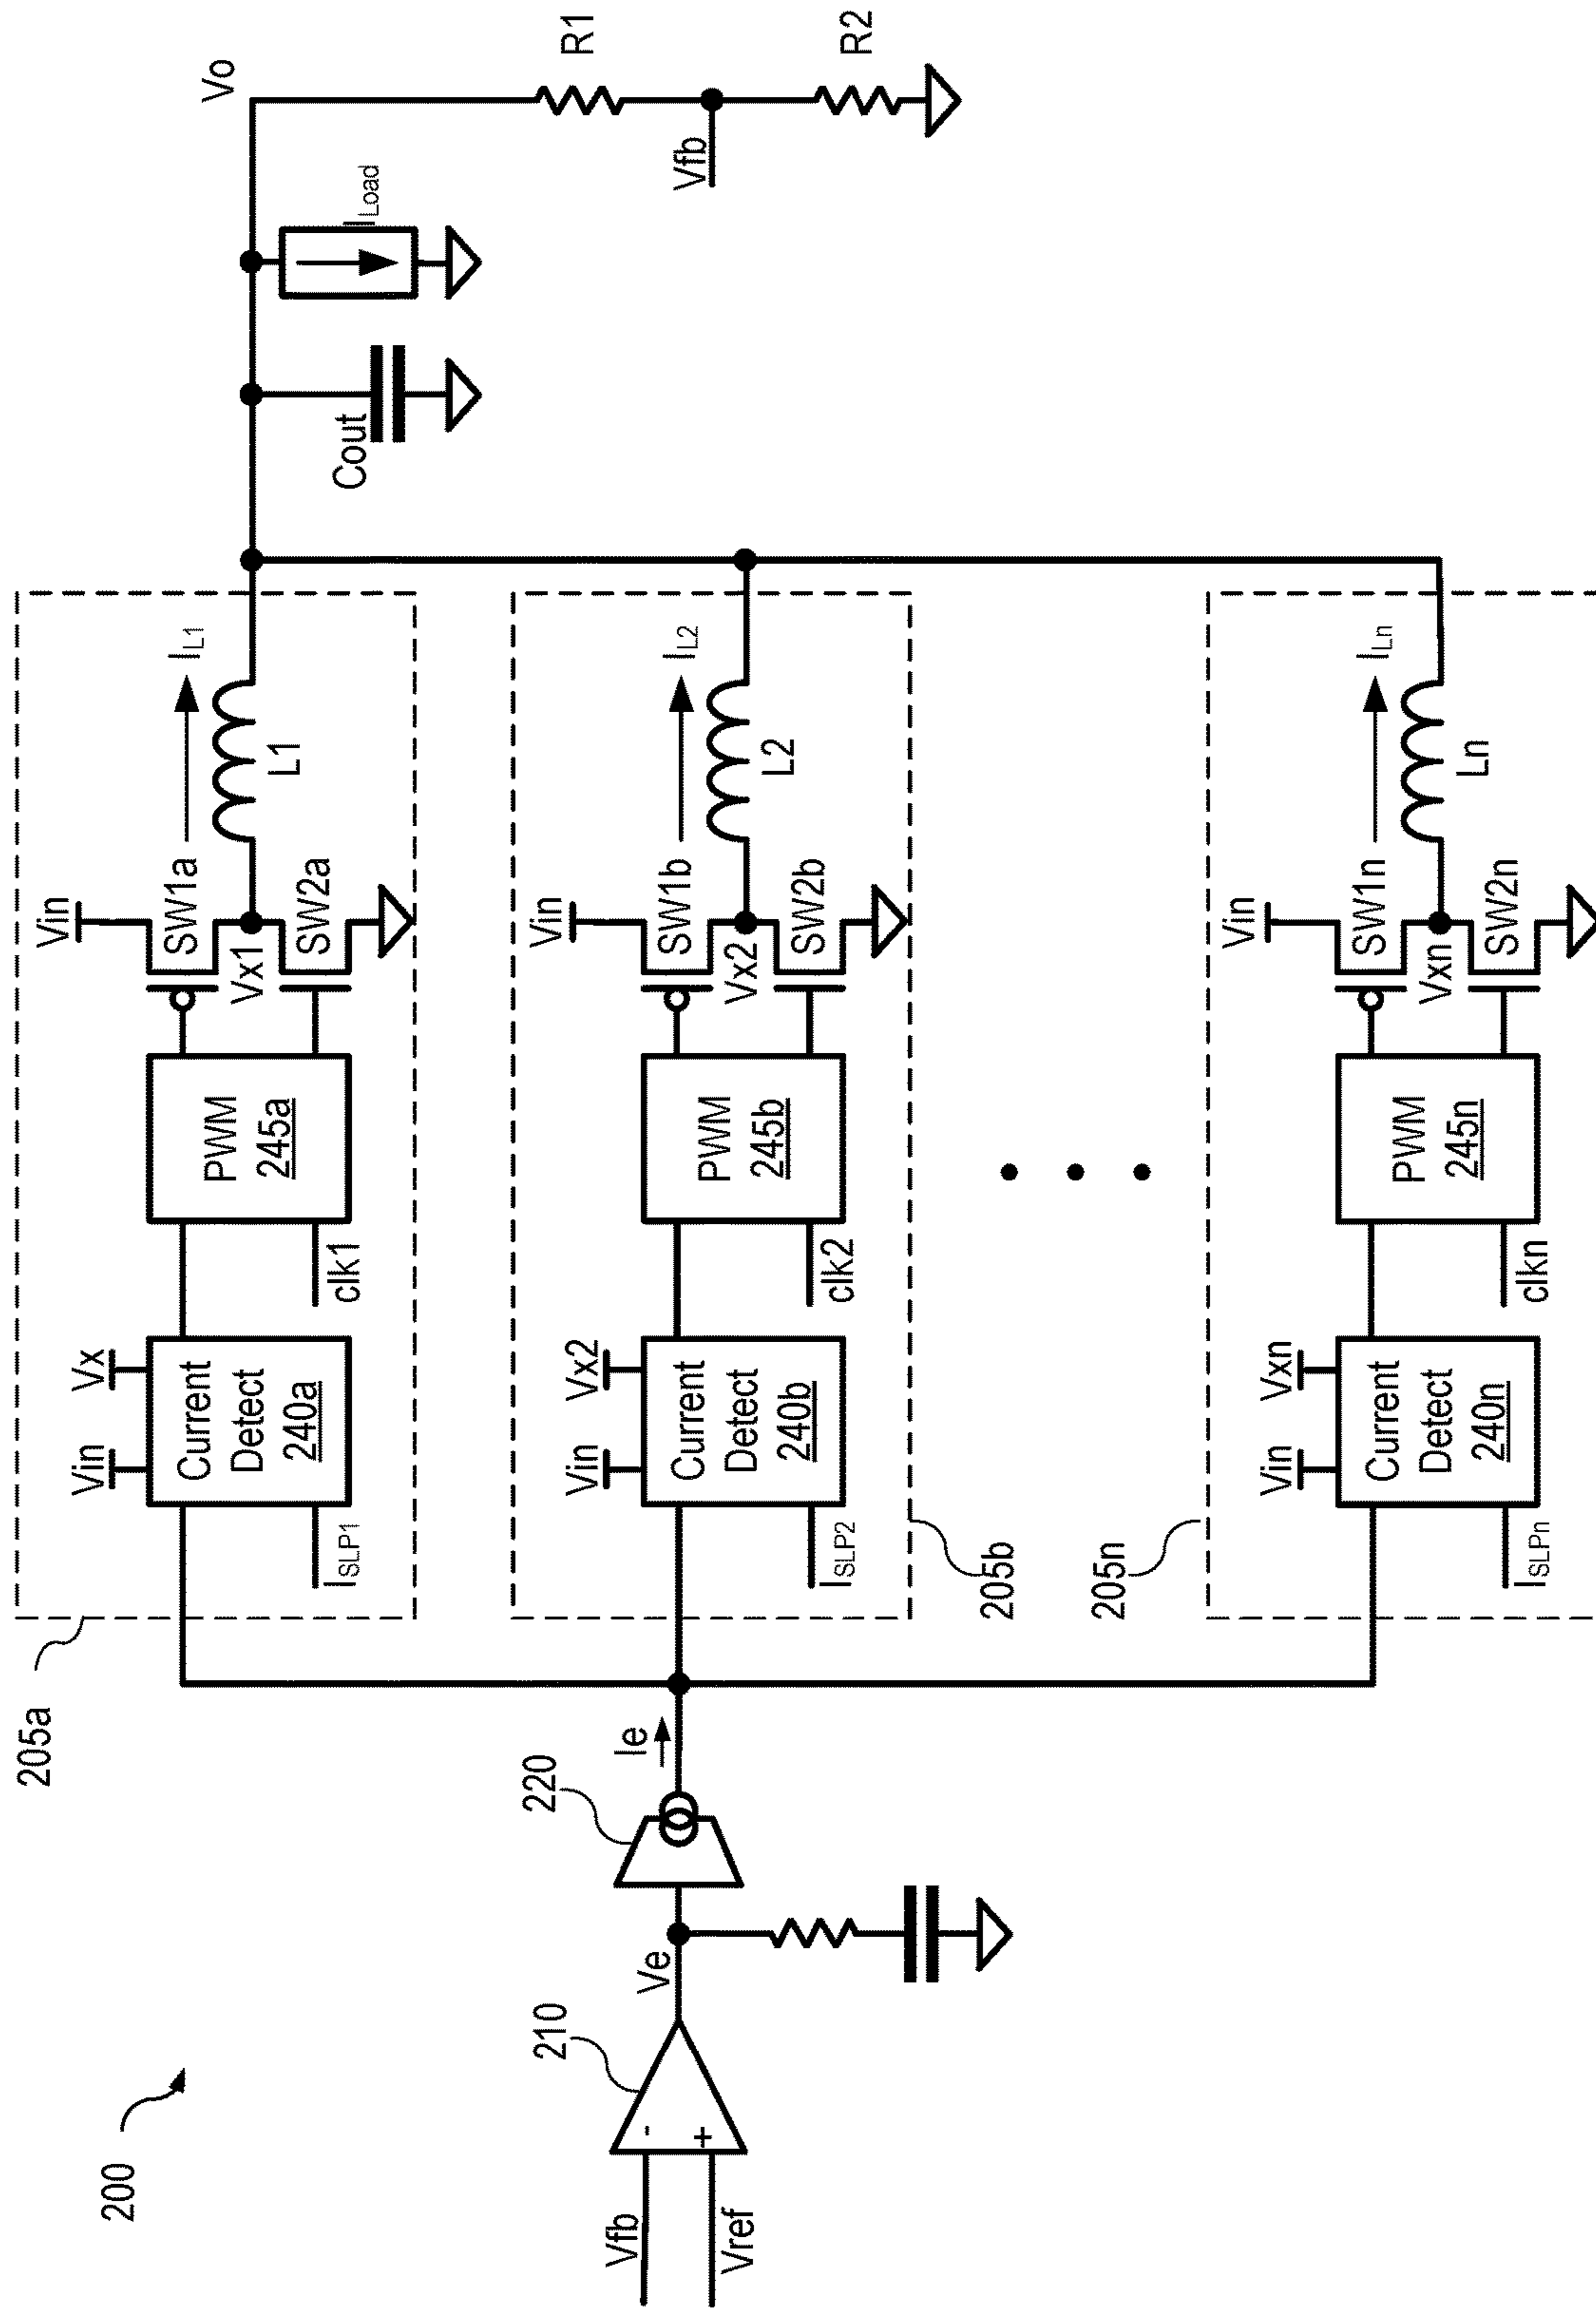 200
Vfb
Vref
-
+
210
Ve
220
Ie
205a
Vin
Vx
Current
Detect
240a
ISLP1
PWM
245a
clk1
Vin
SW1a
Vx1
SW2a
IL1
L1
Vin
Vx2
Current
Detect
240b
ISLP2
PWM
245b
clk2
Vin
SW1b
Vx2
SW2b
IL2
L2
205b
205n
Vin
Vxn
Current
Detect
240n
ISLPn
PWM
245n
clkn
Vin
SW1n
Vxn
SW2n
ILn
Ln
Cout
ILoad
Vo
R1
Vfb
R2